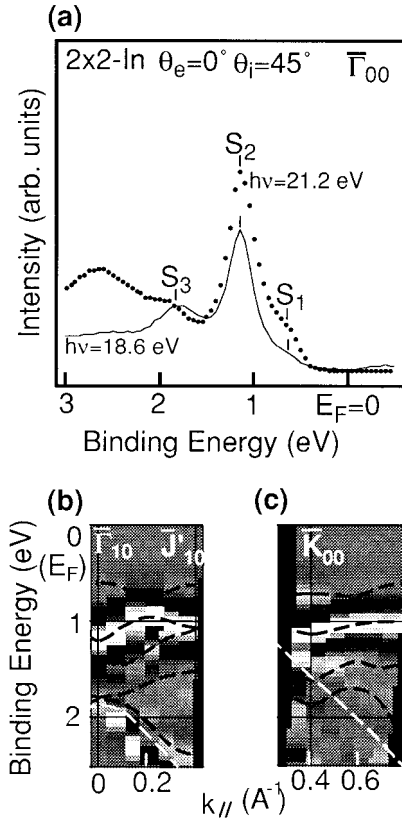 (a)
2x2-In θe=0° θi=45° Γ̄00
S2
hν=21.2 eV
S3
S1
hν=18.6 eV
Intensity (arb. units)
3 2 1 EF=0
Binding Energy (eV)
(b) (c)
0
(EF)
1
2
Binding Energy (eV)
Γ̄10 J̄'10 K̄00
0.2 0.4 0.6
k// (A⁻¹)